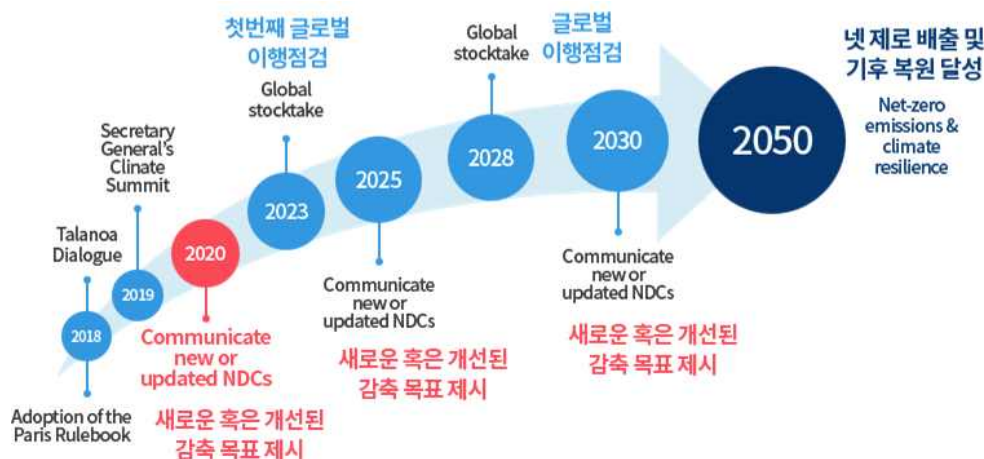 첫번째 글로벌
이행점검
Global
stocktake
Global
stocktake
글로벌
이행점검
넷 제로 배출 및
기후 복원 달성
Net-zero
emissions &
climate
resilience
Secretary
General's
Climate
Summit
Talanoa
Dialogue
2018
2019
2020
2023
2025
2028
2030
2050
Adoption of the
Paris Rulebook
Communicate
new or
updated NDCs
새로운 혹은 개선된
감축 목표 제시
Communicate
new or
updated NDCs
새로운 혹은 개선된
감축 목표 제시
Communicate
new or
updated NDCs
새로운 혹은 개선된
감축 목표 제시